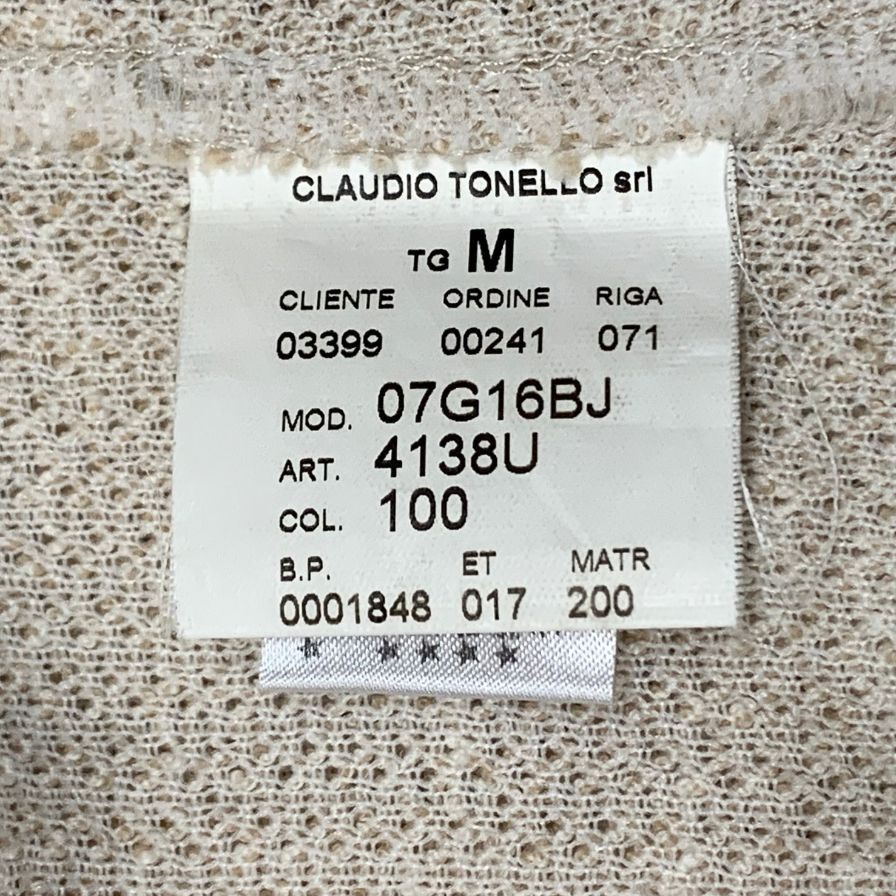 CLAUDIO TONELLO srl
TG M
CLIENTE ORDINE RIGA
03399 00241 071
MOD. 07G16BJ
ART. 4138U
COL. 100
B.P. ET MATR
0001848 017 200
* * * * *